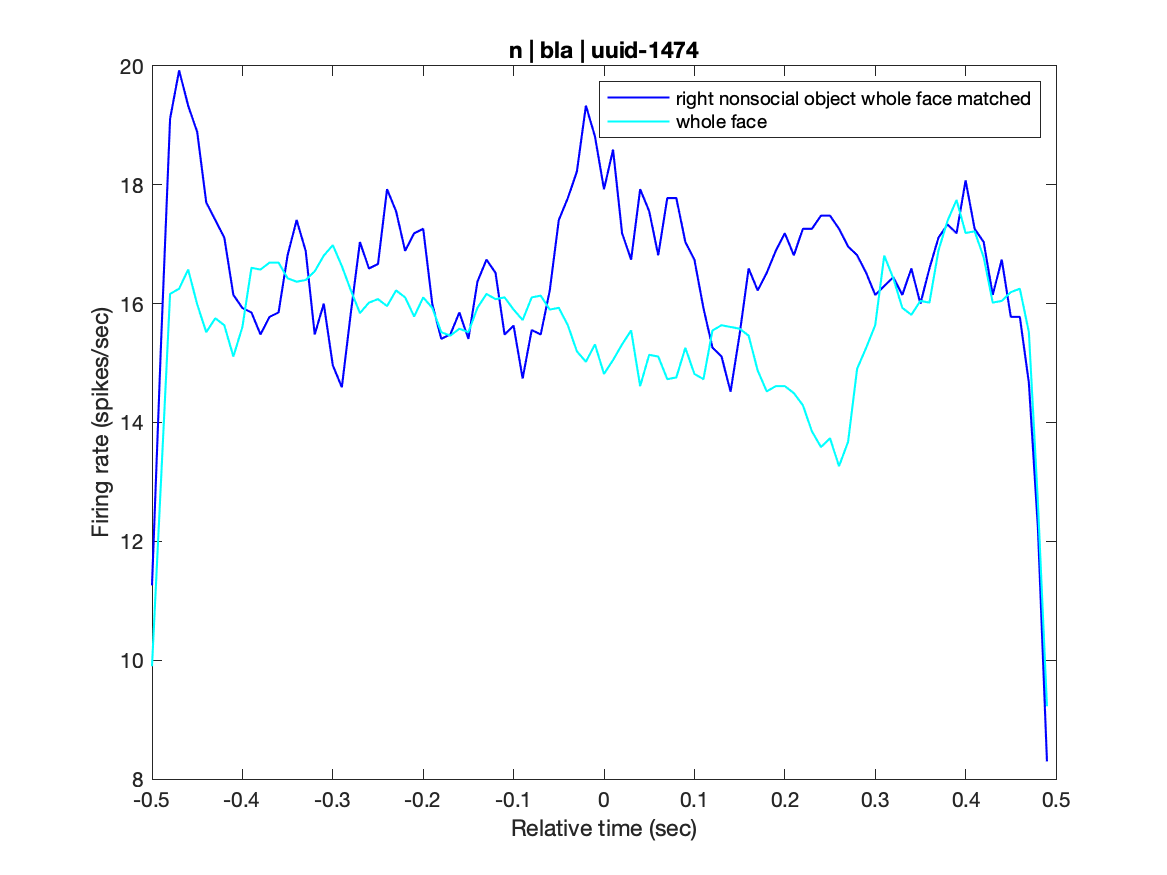 n | bla | uuid-1474
right nonsocial object whole face matched
whole face
Firing rate (spikes/sec)
20
18
16
14
12
10
8
-0.5 -0.4 -0.3 -0.2 -0.1 0 0.1 0.2 0.3 0.4 0.5
Relative time (sec)